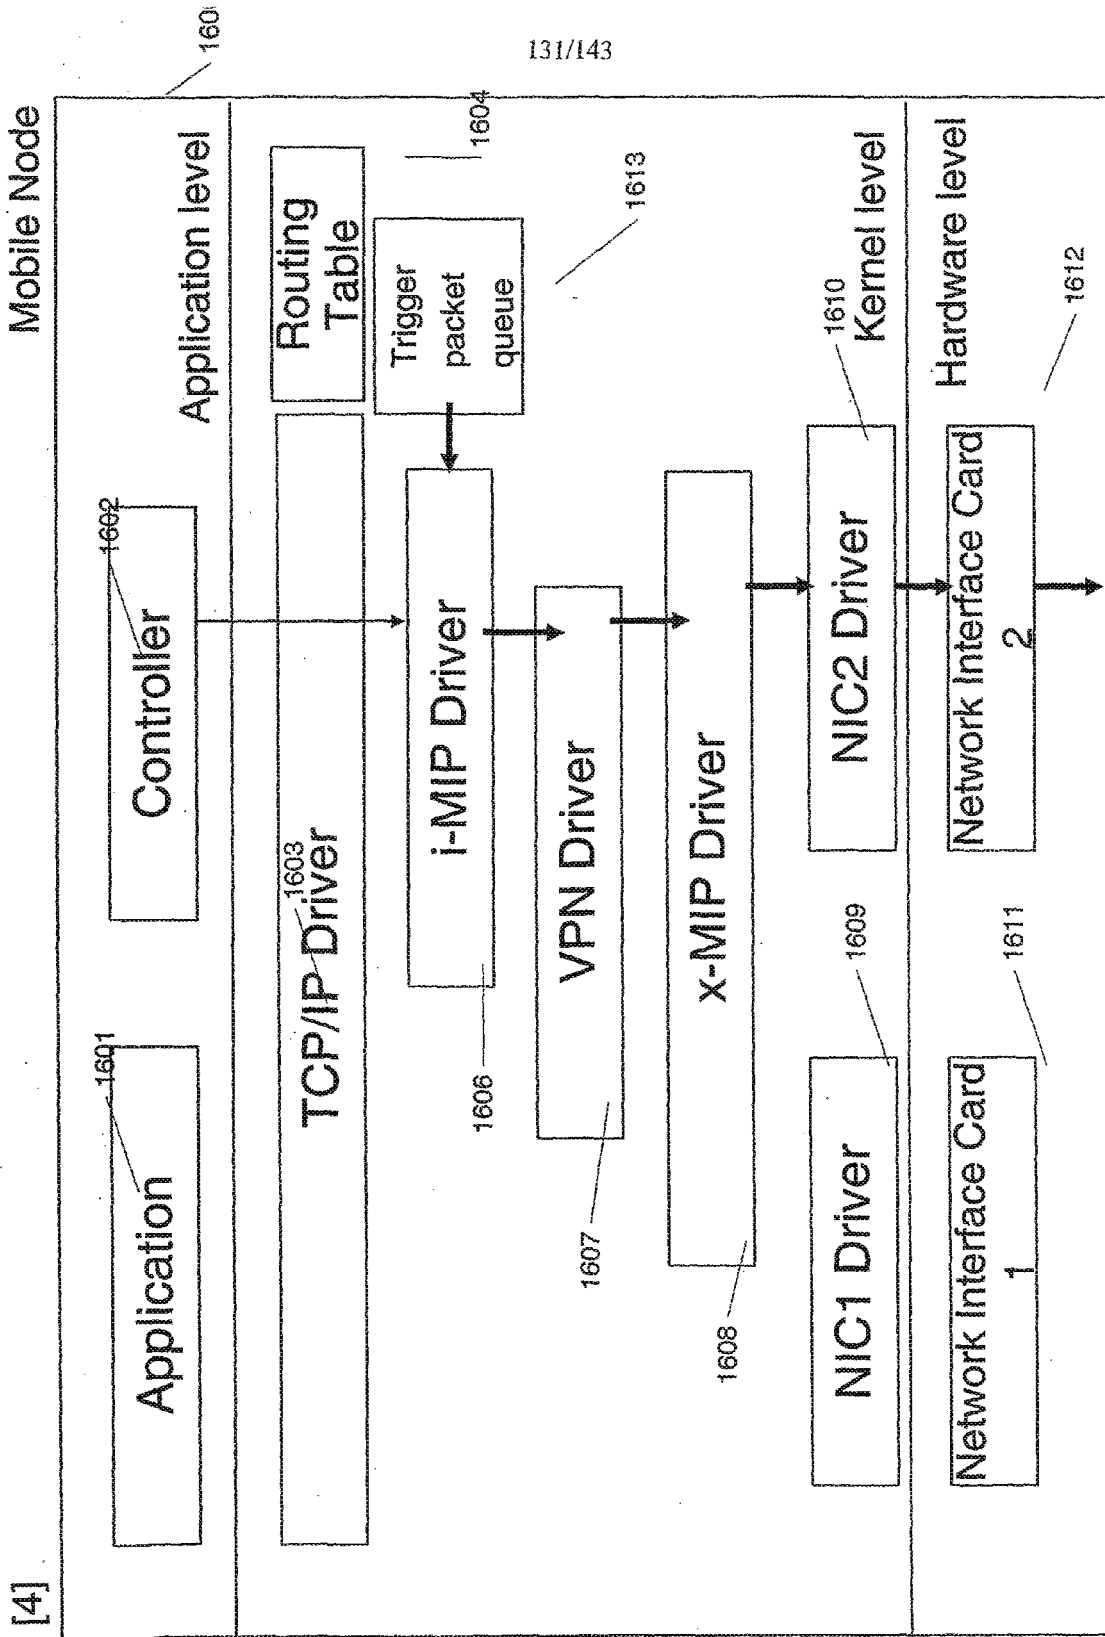 131/143
[4]
Mobile Node
160
Application level
1601
Application
1602
Controller
1603
TCP/IP Driver
Routing
Table
1604
Trigger
packet
queue
1613
i-MIP Driver
1606
VPN Driver
1607
x-MIP Driver
1608
NIC1 Driver
1609
NIC2 Driver
1610
Kernel level
Hardware level
Network Interface Card
1
1611
Network Interface Card
2
1612